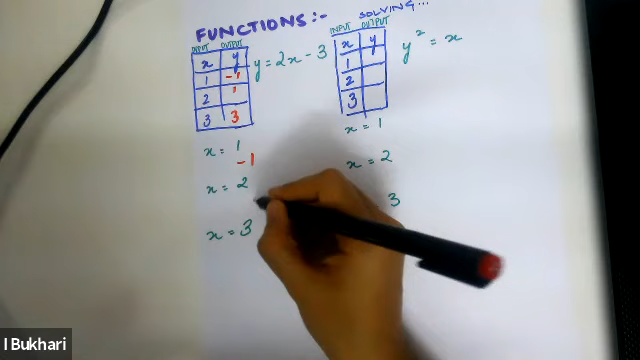 FUNCTIONS:-
INPUT OUTPUT
x y
1 -1
2 1
3 3
y = 2x - 3
x = 1
-1
x = 2
x = 3
SOLVING...
INPUT OUTPUT
x y
1
2
3
y² = x
x = 1
x = 2
3
I Bukhari